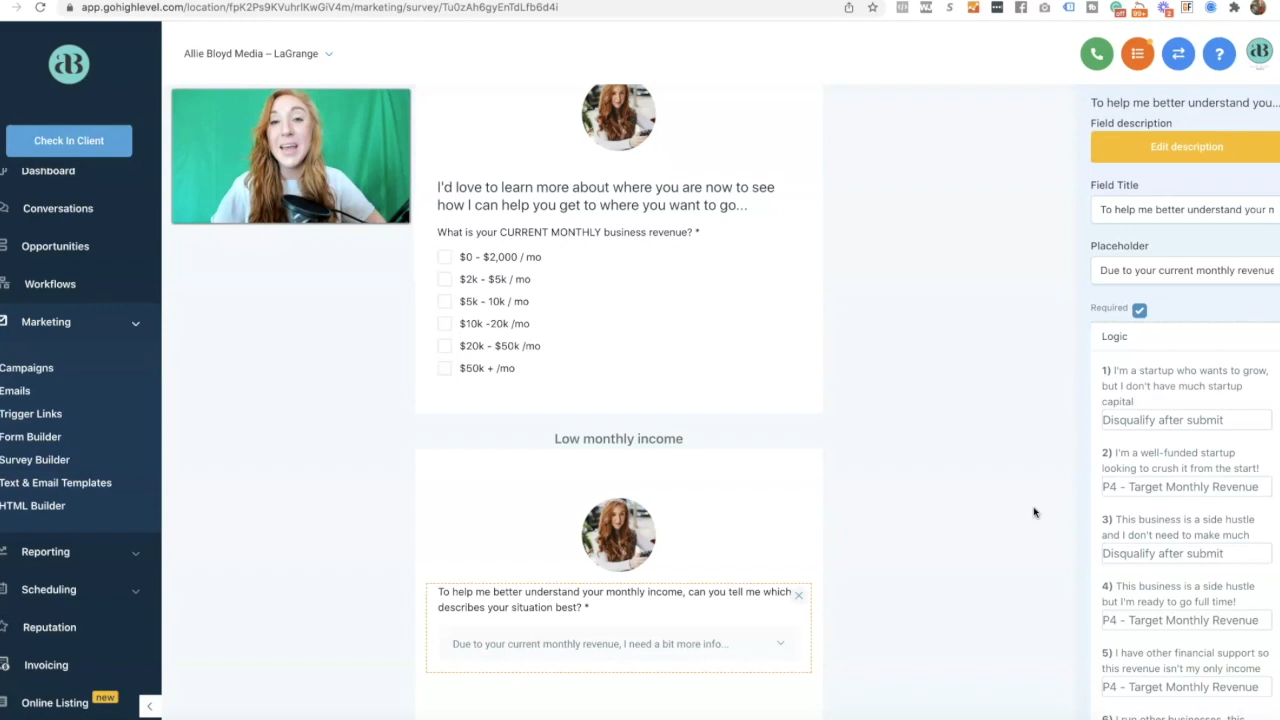 app.gohighlevel.com/location/fpK2Ps9KVuhrIKwGiV4m/marketing/survey/Tu0zAh6gyEnTdLfb6d4i
off
99+
Allie Bloyd Media – LaGrange
Check In Client
Dashboard
Conversations
Opportunities
Workflows
Marketing
Campaigns
Emails
Trigger Links
Form Builder
Survey Builder
Text & Email Templates
HTML Builder
Reporting
Scheduling
Reputation
Invoicing
Online Listing new
I'd love to learn more about where you are now to see
how I can help you get to where you want to go...
What is your CURRENT MONTHLY business revenue? *
$0 - $2,000 / mo
$2k - $5k / mo
$5k - 10k / mo
$10k -20k /mo
$20k - $50k /mo
$50k + /mo
Low monthly income
To help me better understand your monthly income, can you tell me which
describes your situation best? *
Due to your current monthly revenue, I need a bit more info...
To help me better understand you...
Field description
Edit description
Field Title
To help me better understand your m
Placeholder
Due to your current monthly revenue
Required
Logic
1) I'm a startup who wants to grow,
but I don't have much startup
capital
Disqualify after submit
2) I'm a well-funded startup
looking to crush it from the start!
P4 - Target Monthly Revenue
3) This business is a side hustle
and I don't need to make much
Disqualify after submit
4) This business is a side hustle
but I'm ready to go full time!
P4 - Target Monthly Revenue
5) I have other financial support so
this revenue isn't my only income
P4 - Target Monthly Revenue
6) I run other businesses, this